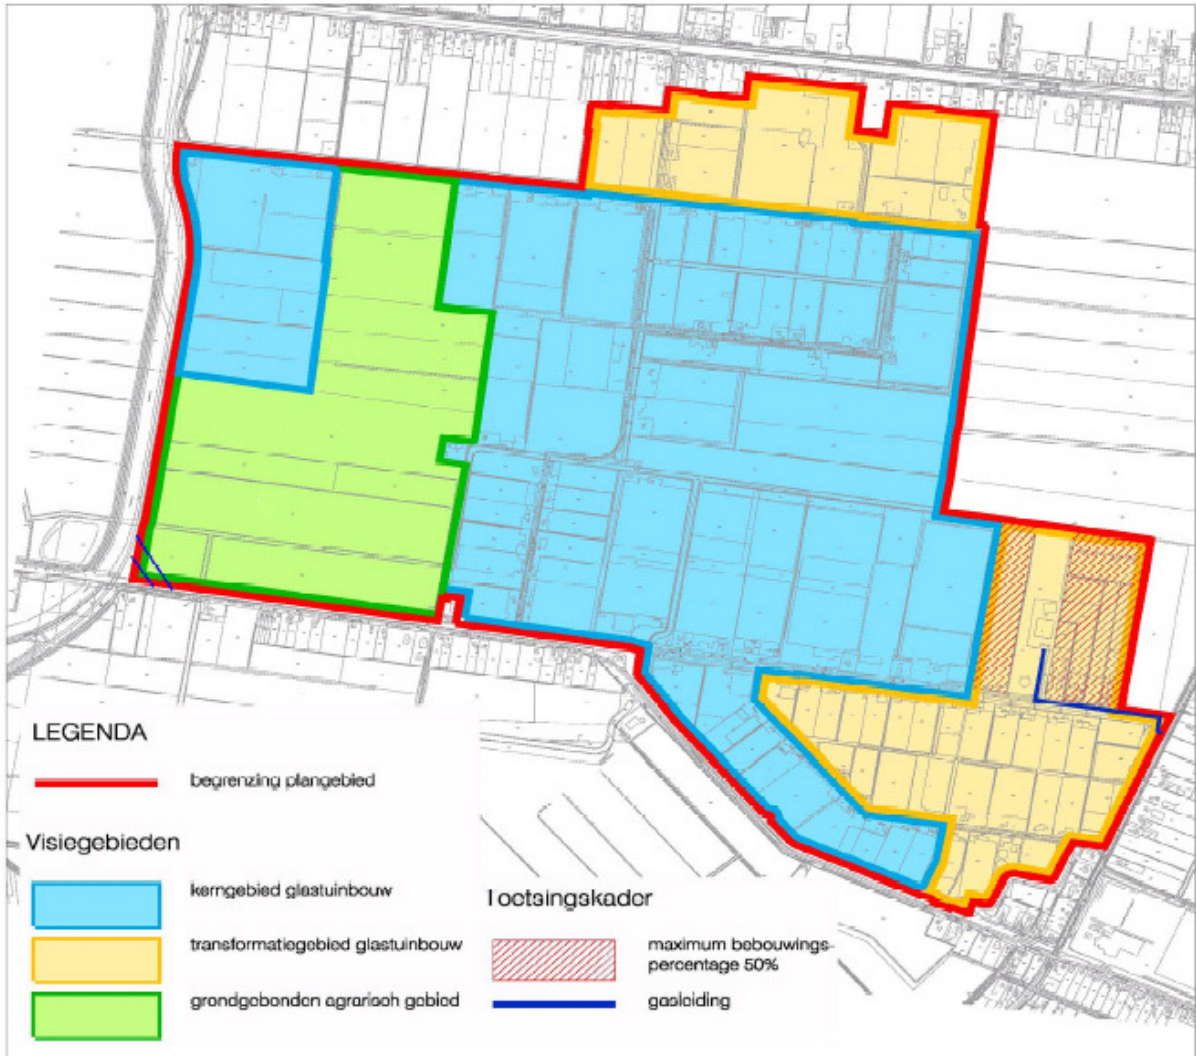 LEGENDA
begrenzing plangebied
Visiegebieden
kerngebied glastuinbouw
transformatiegebied glastuinbouw
grondgebonden agrarisch gebied
Toetsingskader
maximum bebouwings-
percentage 50%
gasleiding